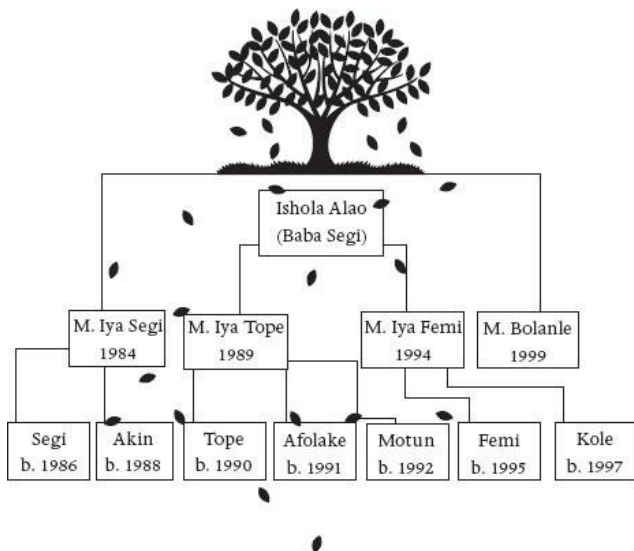 Ishola Alao
(Baba Segi)
M. Iya Segi
1984
M. Iya Tope
1989
M. Iya Femi
1994
M. Bolanle
1999
Segi
b. 1986
Akin
b. 1988
Tope
b. 1990
Afolake
b. 1991
Motun
b. 1992
Femi
b. 1995
Kole
b. 1997